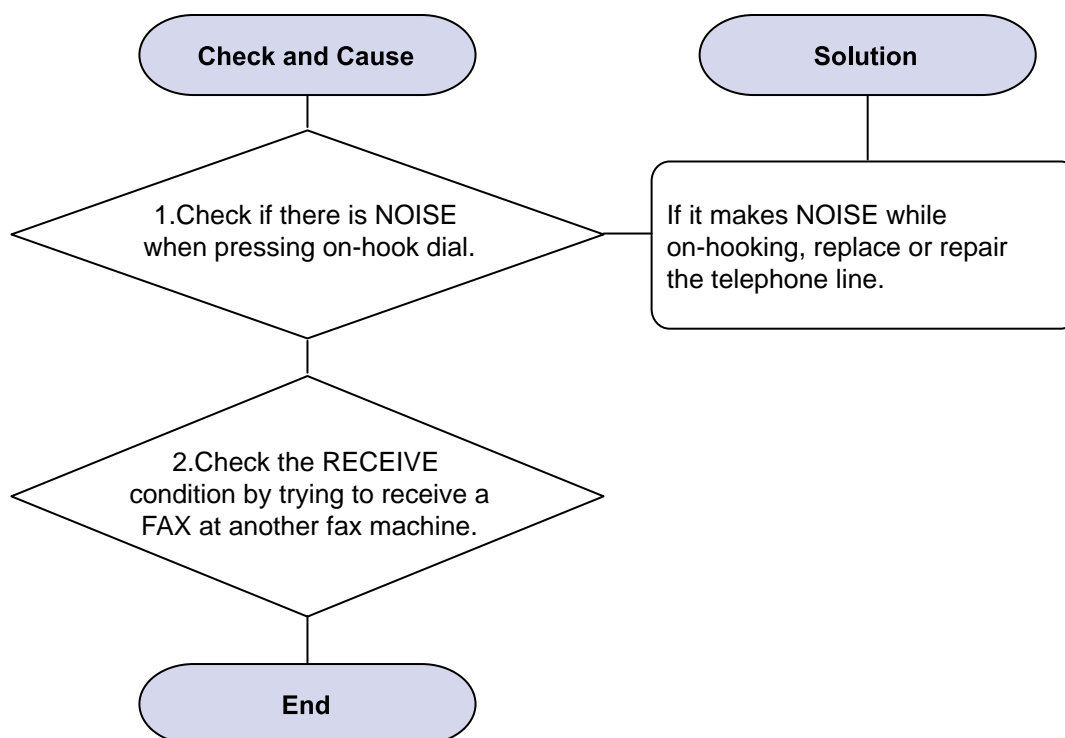 Check and Cause
Solution
1.Check if there is NOISE
when pressing on-hook dial.
If it makes NOISE while
on-hooking, replace or repair
the telephone line.
2.Check the RECEIVE
condition by trying to receive a
FAX at another fax machine.
End